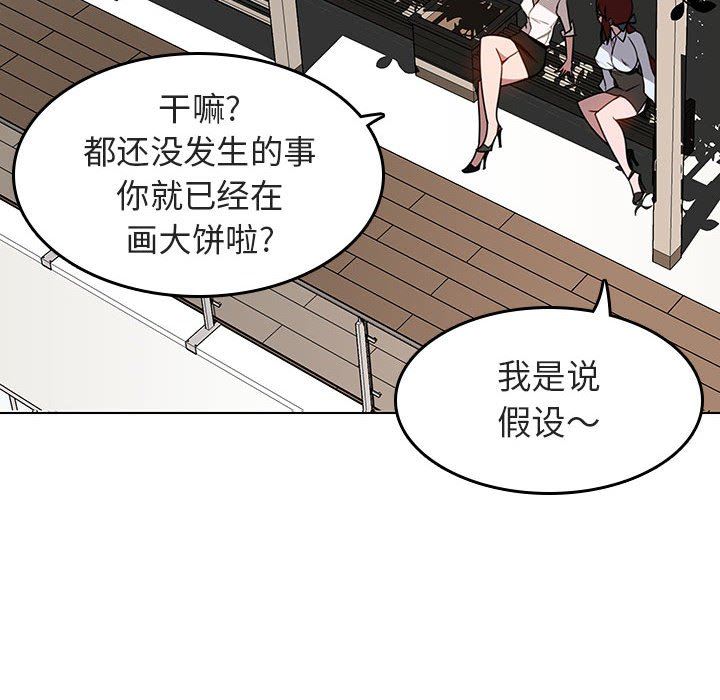 干嘛?
都还没发生的事
你就已经在
画大饼啦?
我是说
假设～